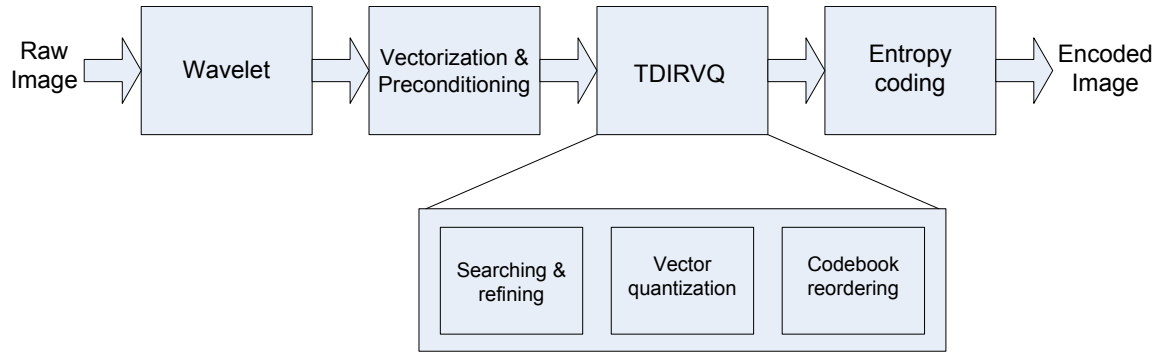 Raw
Image
Wavelet
Vectorization &
Preconditioning
TDIRVQ
Entropy
coding
Encoded
Image
Searching &
refining
Vector
quantization
Codebook
reordering